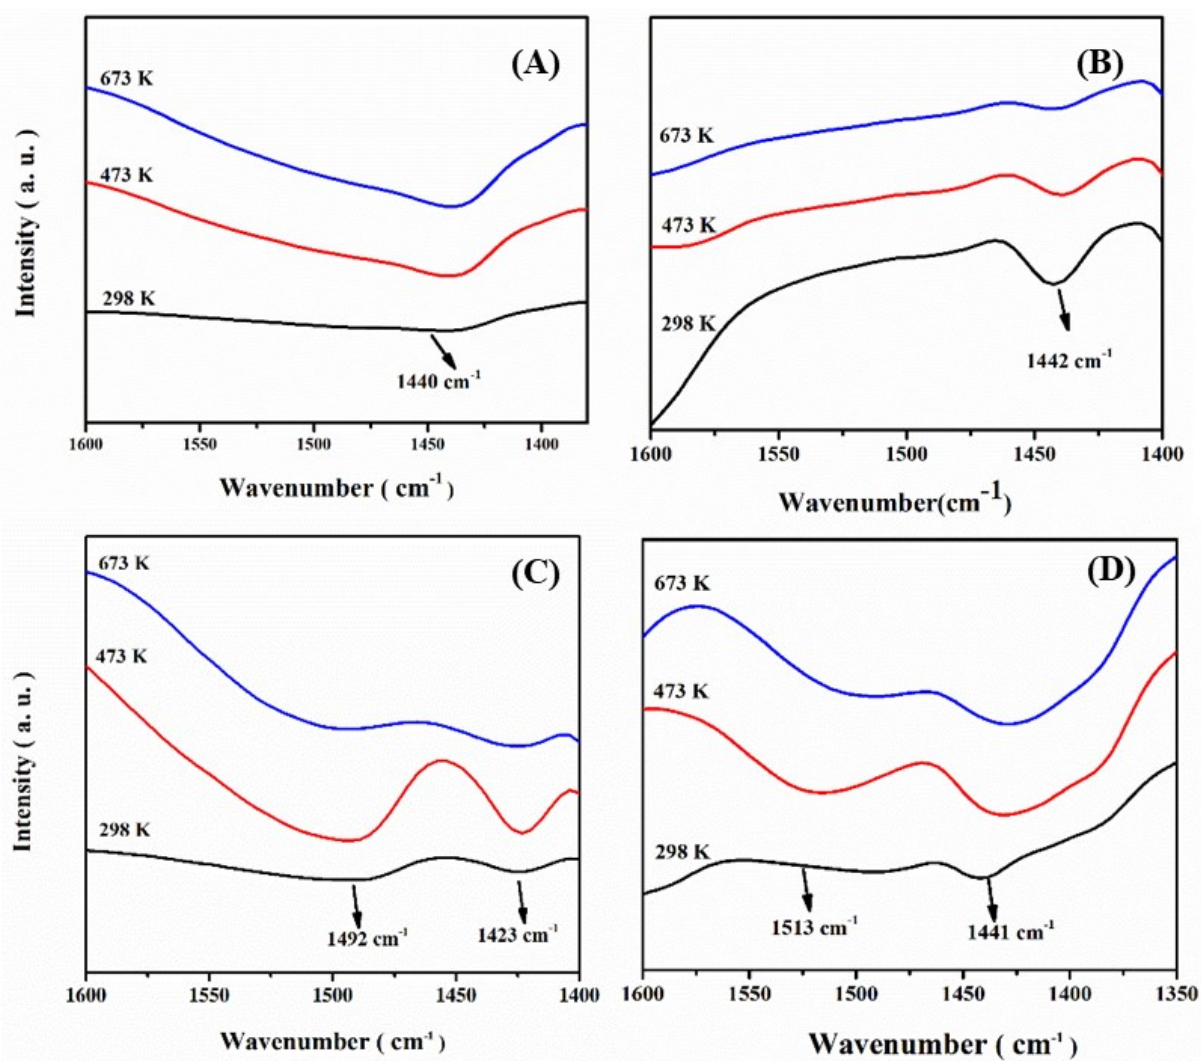 (A)
673 K
473 K
298 K
1440 cm⁻¹
1600 1550 1500 1450 1400
Wavenumber ( cm⁻¹ )
Intensity ( a. u. )
(B)
673 K
473 K
298 K
1442 cm⁻¹
1600 1550 1500 1450 1400
Wavenumber(cm⁻¹)
(C)
673 K
473 K
298 K
1492 cm⁻¹
1423 cm⁻¹
1600 1550 1500 1450 1400
Wavenumber ( cm⁻¹ )
Intensity ( a. u. )
(D)
673 K
473 K
298 K
1513 cm⁻¹
1441 cm⁻¹
1600 1550 1500 1450 1400 1350
Wavenumber ( cm⁻¹ )